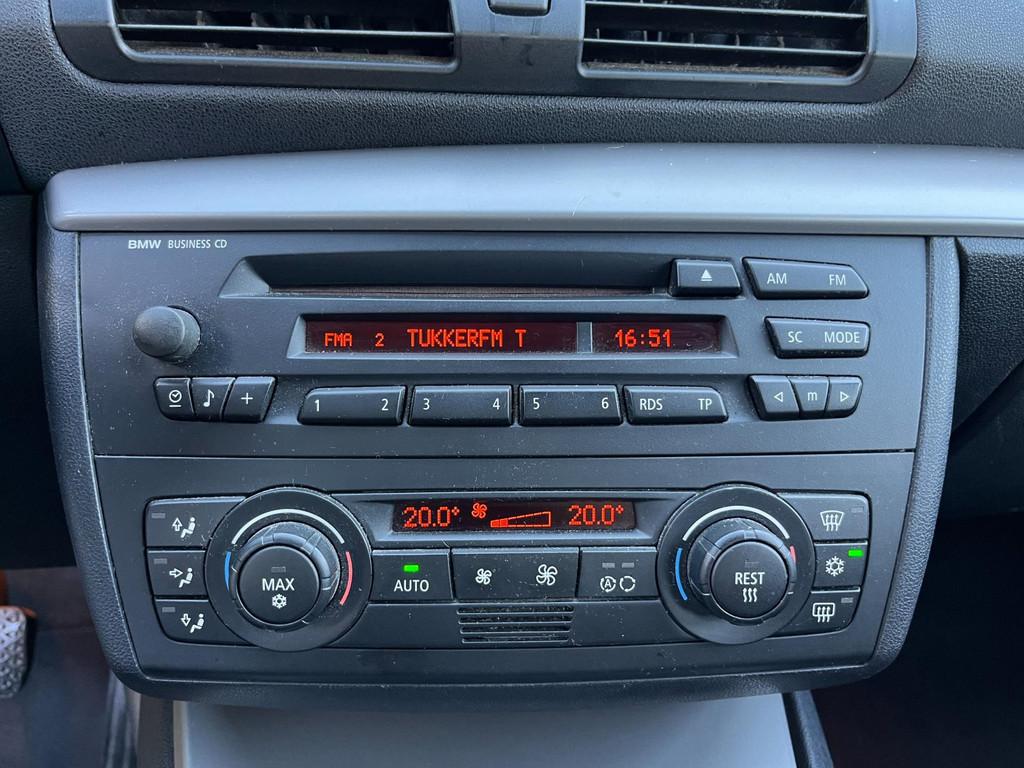 BMW BUSINESS CD
AM FM
FMA 2 TUKKERFM T 16:51
SC MODE
1 2 3 4 5 6 RDS TP m
20.0° 20.0°
MAX AUTO A REST